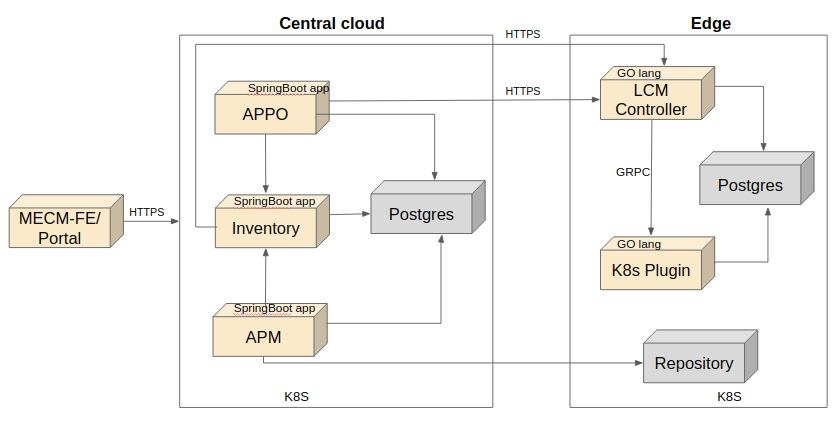 Central cloud
Edge
HTTPS
SpringBoot app
APPO
HTTPS
GO lang
LCM
Controller
GRPC
Postgres
MECM-FE/
Portal
HTTPS
SpringBoot app
Inventory
Postgres
GO lang
K8s Plugin
SpringBoot app
APM
Repository
K8S
K8S